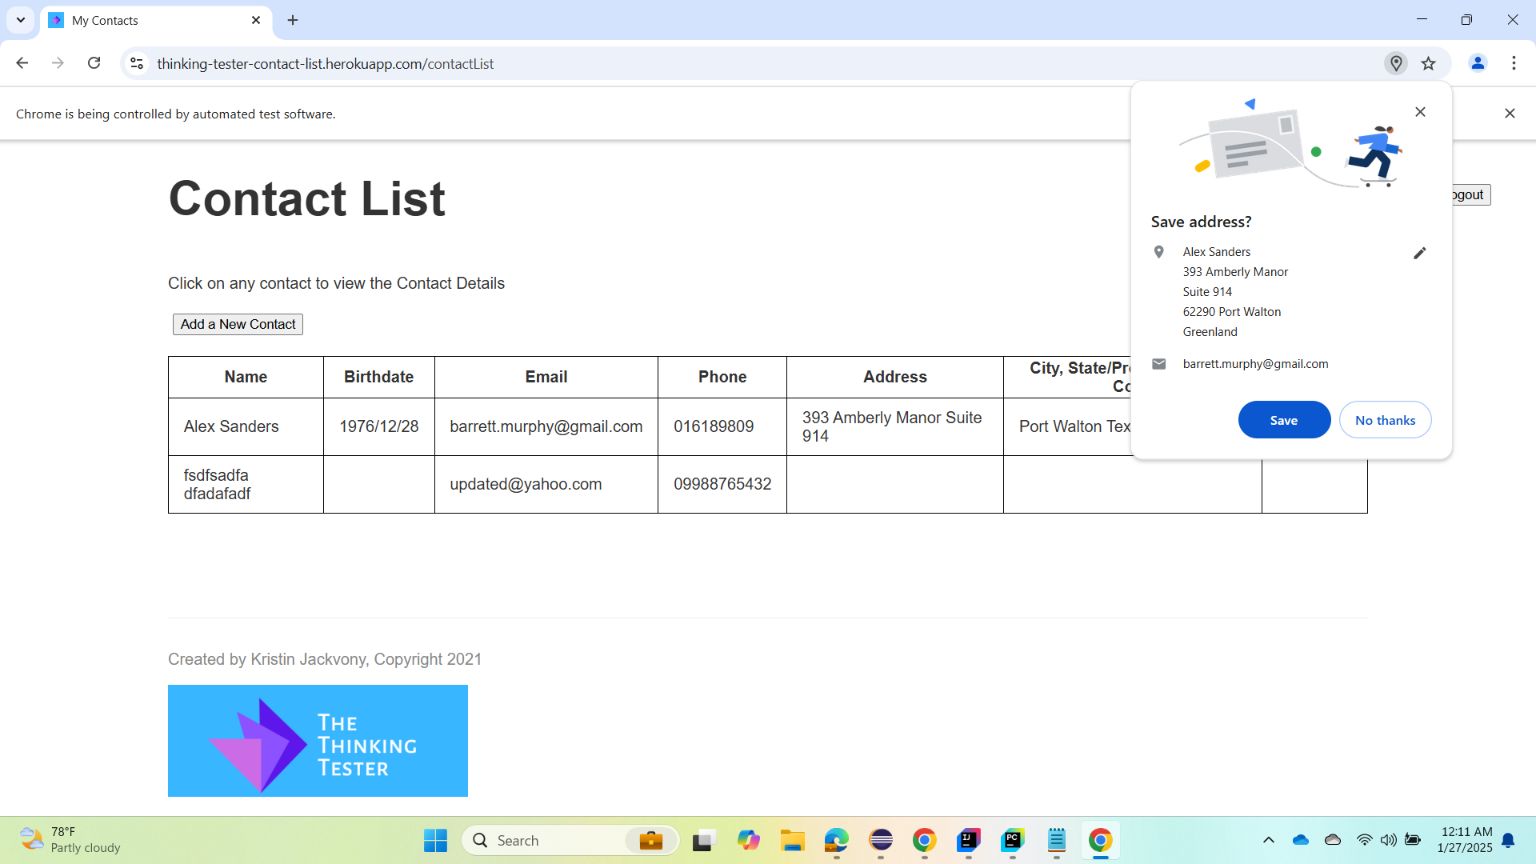 My Contacts
thinking-tester-contact-list.herokuapp.com/contactList
Chrome is being controlled by automated test software.
Contact List
ogout
Click on any contact to view the Contact Details
Add a New Contact
Name Birthdate Email Phone Address City, State/Pr
Co
Alex Sanders 1976/12/28 barrett.murphy@gmail.com 016189809 393 Amberly Manor Suite 914 Port Walton Tex
fsdfsadfa
dfadafadf updated@yahoo.com 09988765432
Save address?
Alex Sanders
393 Amberly Manor
Suite 914
62290 Port Walton
Greenland
barrett.murphy@gmail.com
Save No thanks
Created by Kristin Jackvony, Copyright 2021
THE
THINKING
TESTER
78°F
Partly cloudy
Search
IJ
PC
12:11 AM
1/27/2025